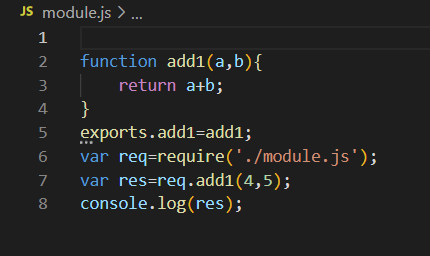 JS module.js > ...
1
2 function add1(a,b){
3     return a+b;
4 }
5 exports.add1=add1;
6 var req=require('./module.js');
7 var res=req.add1(4,5);
8 console.log(res);